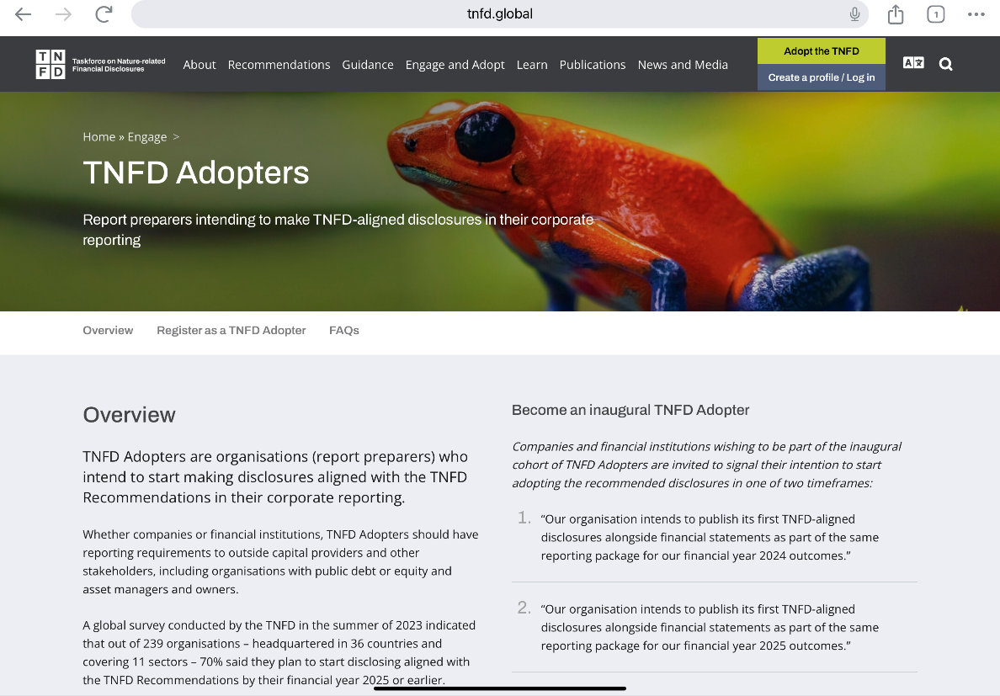 tnfd.global
1
T N
F D
Taskforce on Nature-related
Financial Disclosures
About
Recommendations
Guidance
Engage and Adopt
Learn
Publications
News and Media
Adopt the TNFD
Create a profile / Log in
A文
Home » Engage >
TNFD Adopters
Report preparers intending to make TNFD-aligned disclosures in their corporate
reporting
Overview
Register as a TNFD Adopter
FAQs
Overview
TNFD Adopters are organisations (report preparers) who
intend to start making disclosures aligned with the TNFD
Recommendations in their corporate reporting.
Whether companies or financial institutions, TNFD Adopters should have
reporting requirements to outside capital providers and other
stakeholders, including organisations with public debt or equity and
asset managers and owners.
A global survey conducted by the TNFD in the summer of 2023 indicated
that out of 239 organisations – headquartered in 36 countries and
covering 11 sectors – 70% said they plan to start disclosing aligned with
the TNFD Recommendations by their financial year 2025 or earlier.
Become an inaugural TNFD Adopter
Companies and financial institutions wishing to be part of the inaugural
cohort of TNFD Adopters are invited to signal their intention to start
adopting the recommended disclosures in one of two timeframes:
1. “Our organisation intends to publish its first TNFD-aligned
disclosures alongside financial statements as part of the same
reporting package for our financial year 2024 outcomes.”
2. “Our organisation intends to publish its first TNFD-aligned
disclosures alongside financial statements as part of the same
reporting package for our financial year 2025 outcomes.”